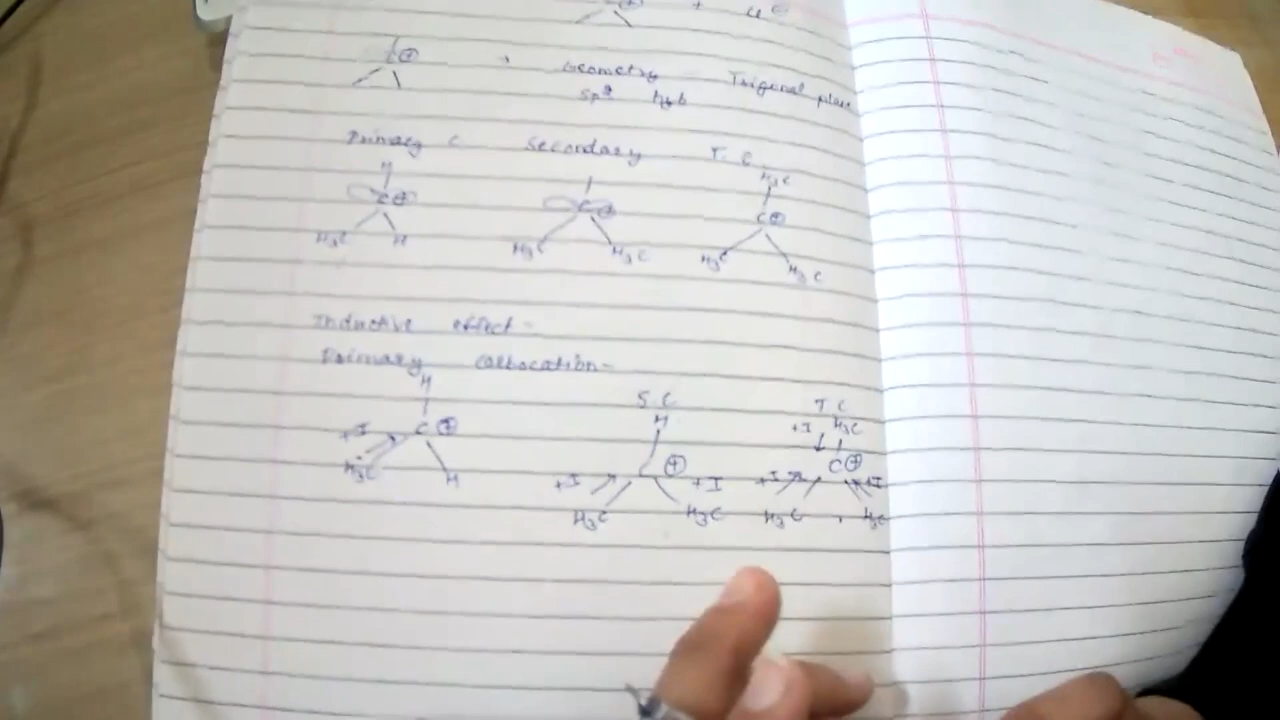 +
C⊕
Geometry - Trigonal plane
sp² hyb
Primary C Secondary T. C
H H₃C
C⊕ C⊕ C⊕
H₃C H H₃C H₃C H₃C H₃C
Inductive effect -
Primary carbocation -
H S.C T C
H +I H₃C
+I C⊕ ⊕ C⊕
H₃C H +I +I +I +I
H₃C H₃C H₃C H₃C